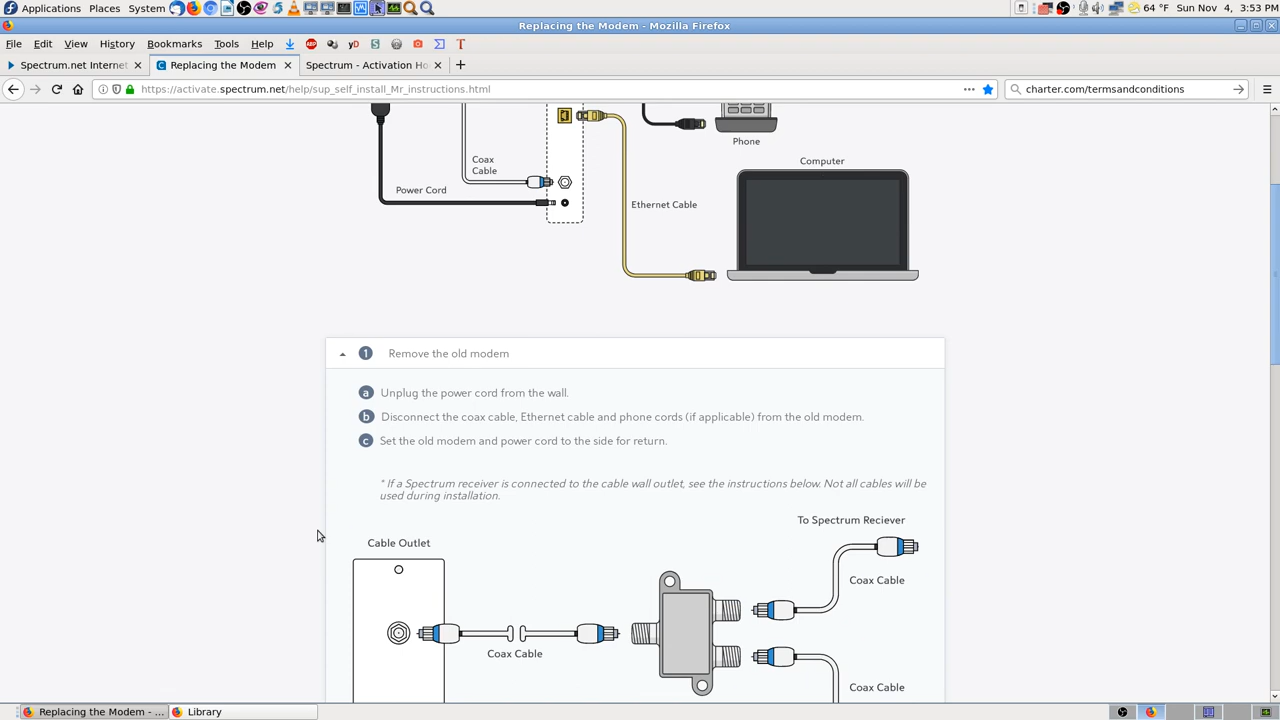 Applications Places System 64 °F Sun Nov 4, 3:53 PM
Replacing the Modem - Mozilla Firefox
File Edit View History Bookmarks Tools Help
Spectrum.net Internet Replacing the Modem Spectrum - Activation Ho
https://activate.spectrum.net/help/sup_self_install_Mr_instructions.html charter.com/termsandconditions
Phone
Computer
Coax
Cable
Power Cord
Ethernet Cable
1 Remove the old modem
a Unplug the power cord from the wall.
b Disconnect the coax cable, Ethernet cable and phone cords (if applicable) from the old modem.
c Set the old modem and power cord to the side for return.
* If a Spectrum receiver is connected to the cable wall outlet, see the instructions below. Not all cables will be
used during installation.
To Spectrum Reciever
Cable Outlet
Coax Cable
Coax Cable
Coax Cable
Replacing the Modem - ... Library